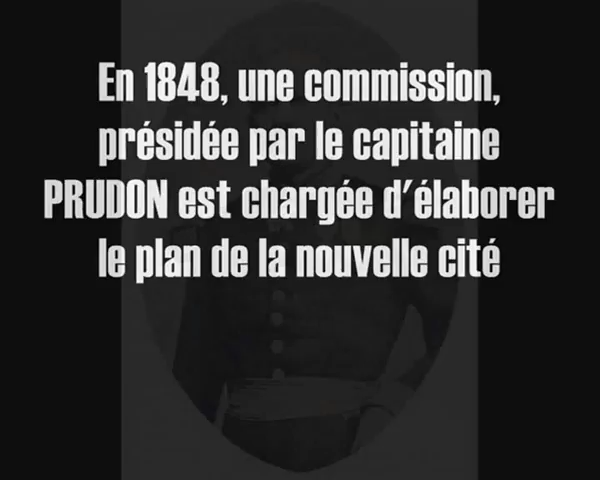 En 1848, une commission,
présidée par le capitaine
PRUDON est chargée d'élaborer
le plan de la nouvelle cité